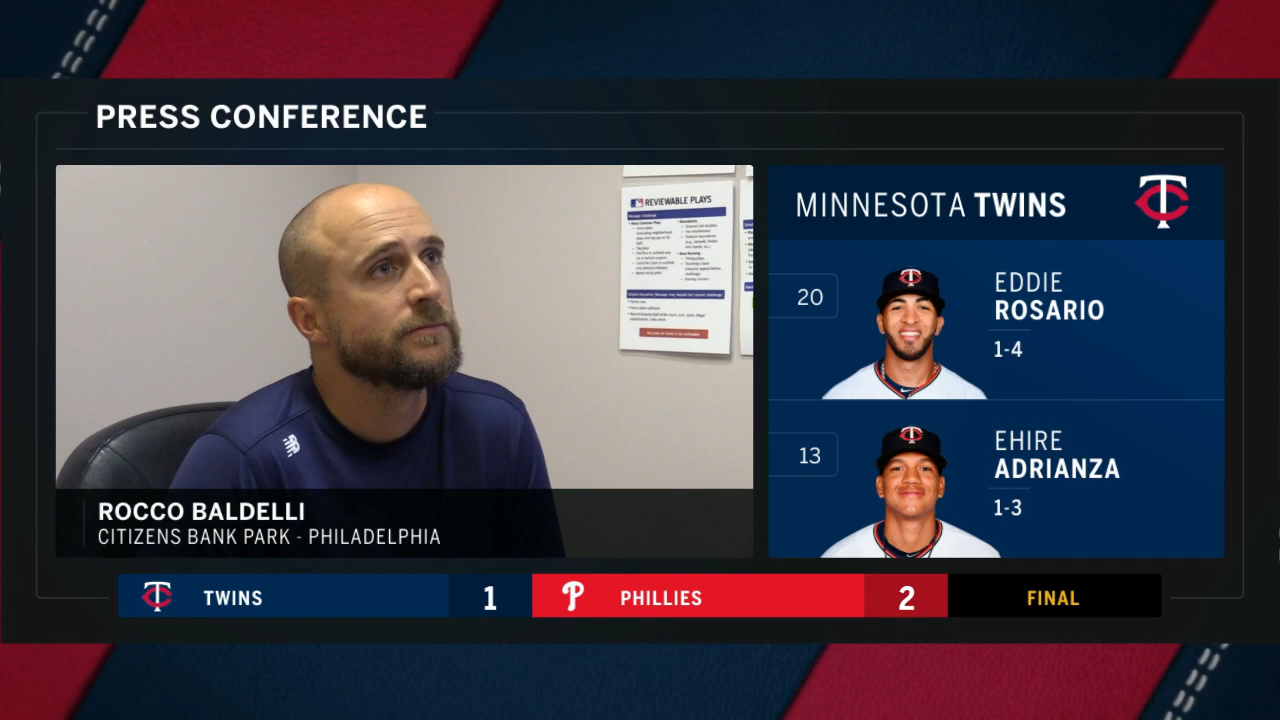 PRESS CONFERENCE
REVIEWABLE PLAYS
MINNESOTA TWINS
20
EDDIE
ROSARIO
1-4
13
EHIRE
ADRIANZA
1-3
ROCCO BALDELLI
CITIZENS BANK PARK - PHILADELPHIA
TWINS
1
P
PHILLIES
2
FINAL